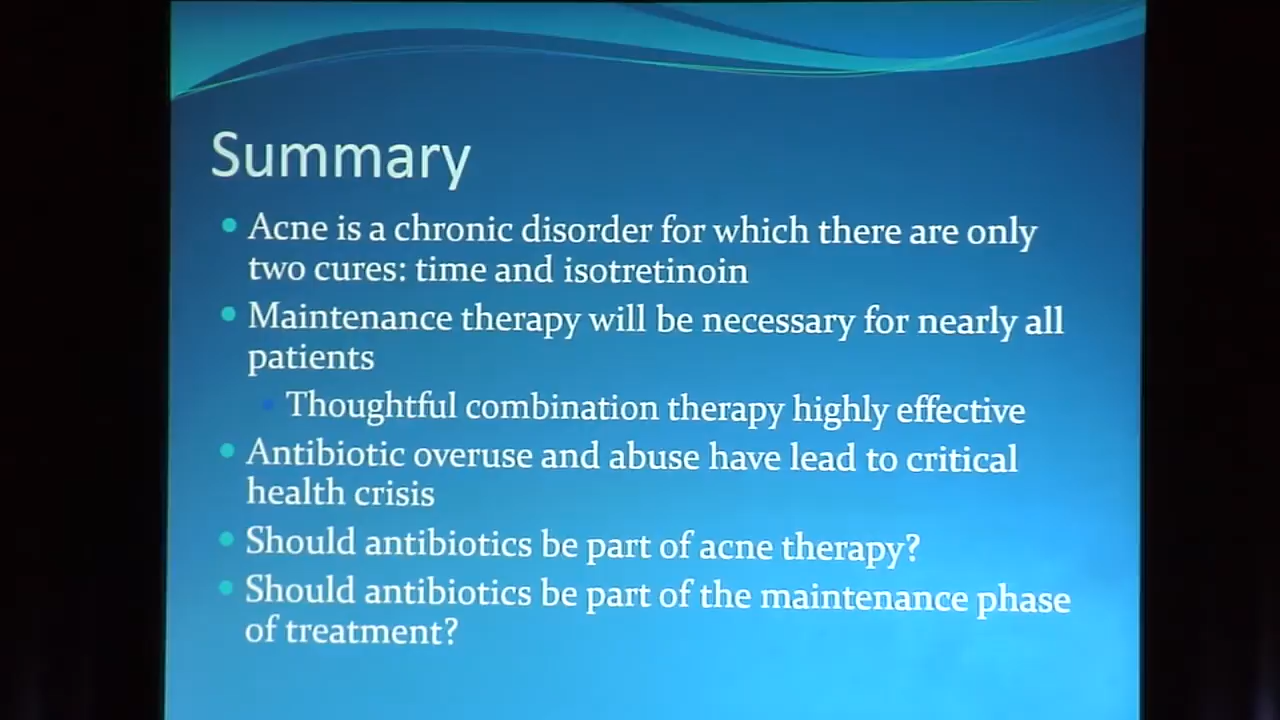 Summary
Acne is a chronic disorder for which there are only
two cures: time and isotretinoin
Maintenance therapy will be necessary for nearly all
patients
Thoughtful combination therapy highly effective
Antibiotic overuse and abuse have lead to critical
health crisis
Should antibiotics be part of acne therapy?
Should antibiotics be part of the maintenance phase
of treatment?